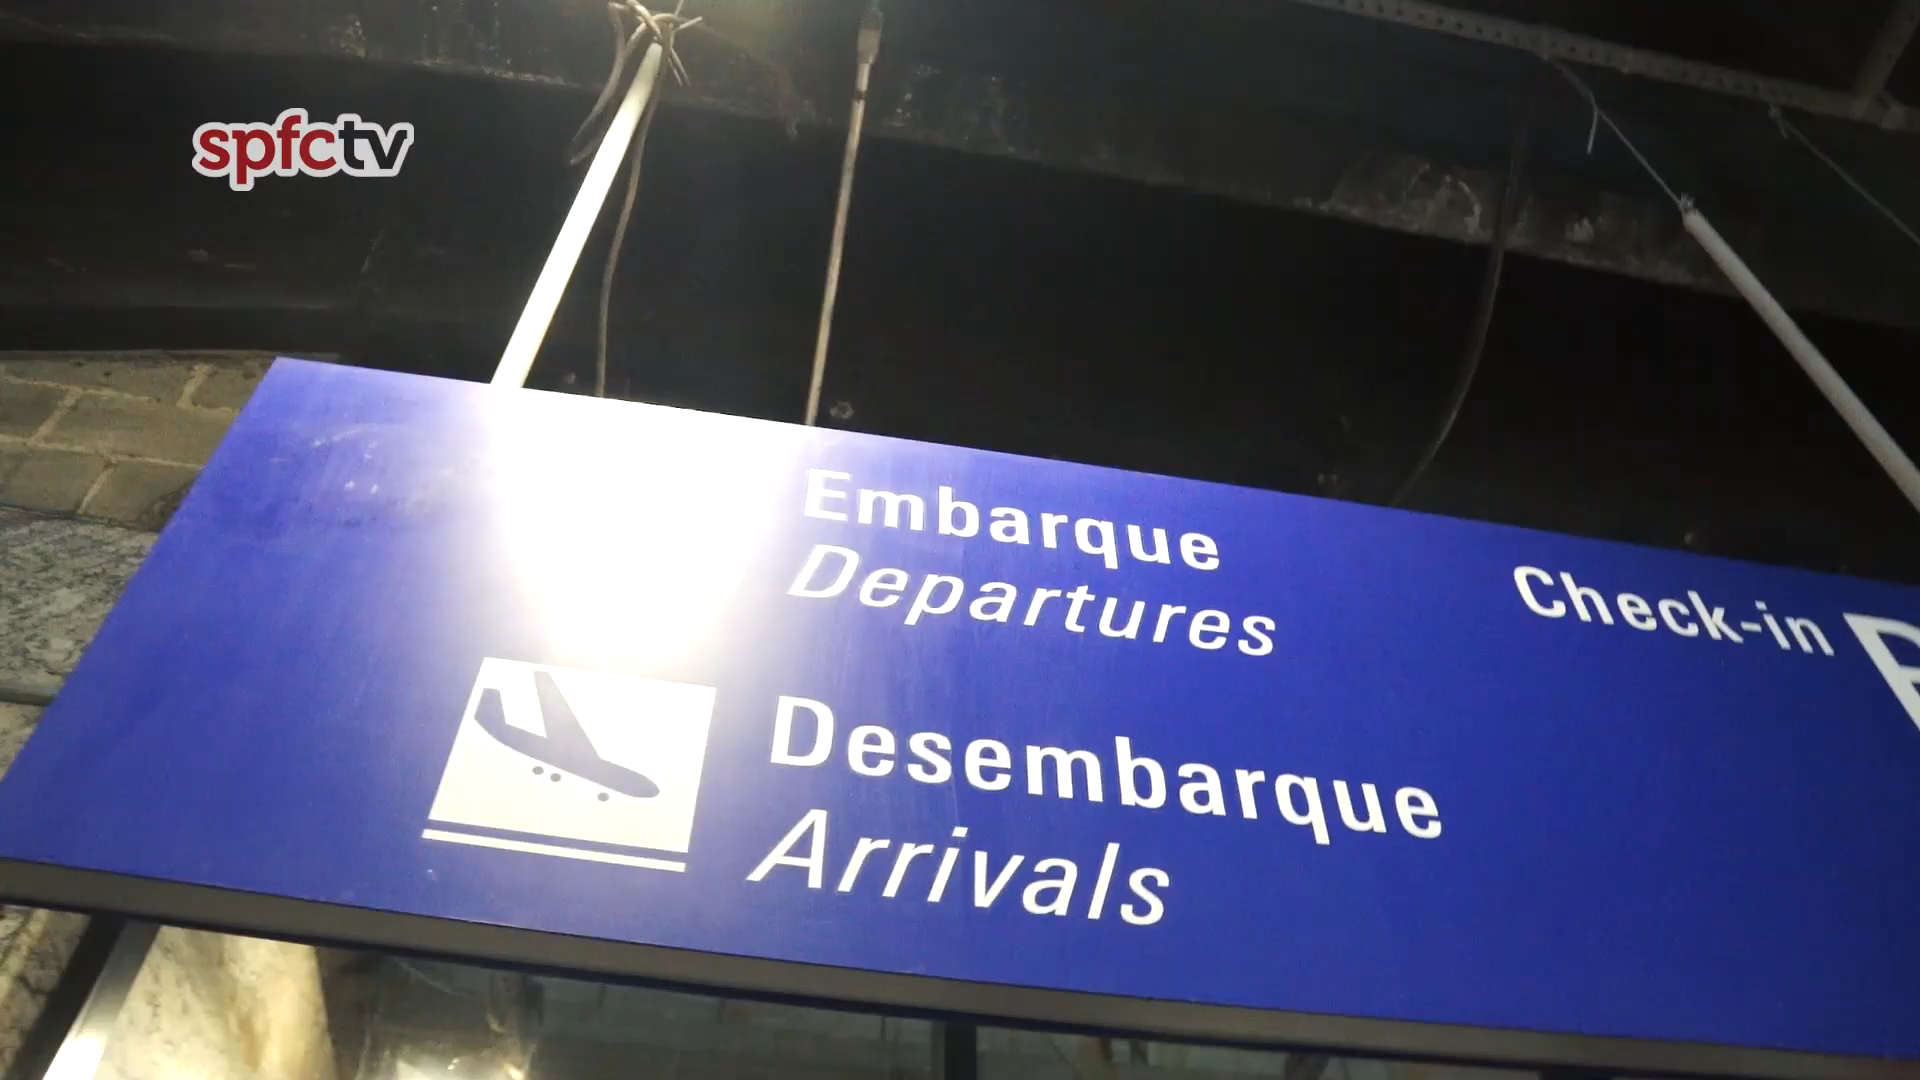 spfctv
Embarque
Departures
Check-in
Desembarque
Arrivals